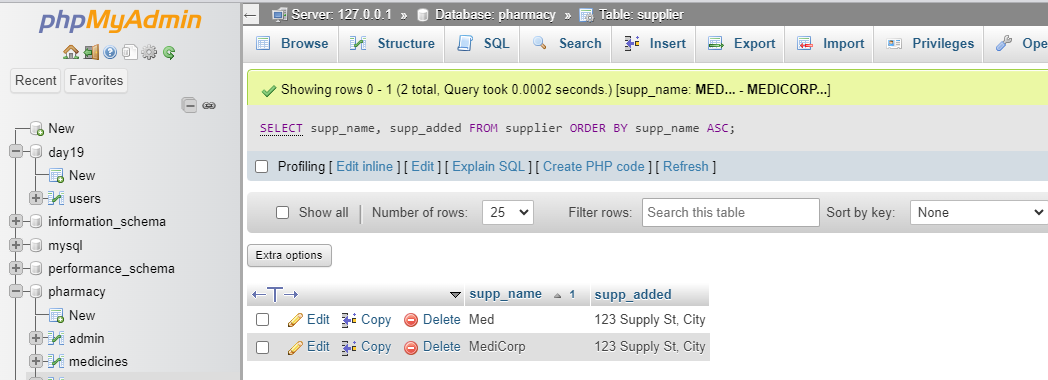 phpMyAdmin
Recent Favorites
New
day19
New
users
information_schema
mysql
performance_schema
pharmacy
New
admin
medicines
Server: 127.0.0.1 » Database: pharmacy » Table: supplier
Browse Structure SQL Search Insert Export Import Privileges Ope
Showing rows 0 - 1 (2 total, Query took 0.0002 seconds.) [supp_name: MED... - MEDICORP...]
SELECT supp_name, supp_added FROM supplier ORDER BY supp_name ASC;
Profiling [ Edit inline ] [ Edit ] [ Explain SQL ] [ Create PHP code ] [ Refresh ]
Show all Number of rows: 25 Filter rows: Search this table Sort by key: None
Extra options
supp_name 1 supp_added
Edit Copy Delete Med 123 Supply St, City
Edit Copy Delete MediCorp 123 Supply St, City